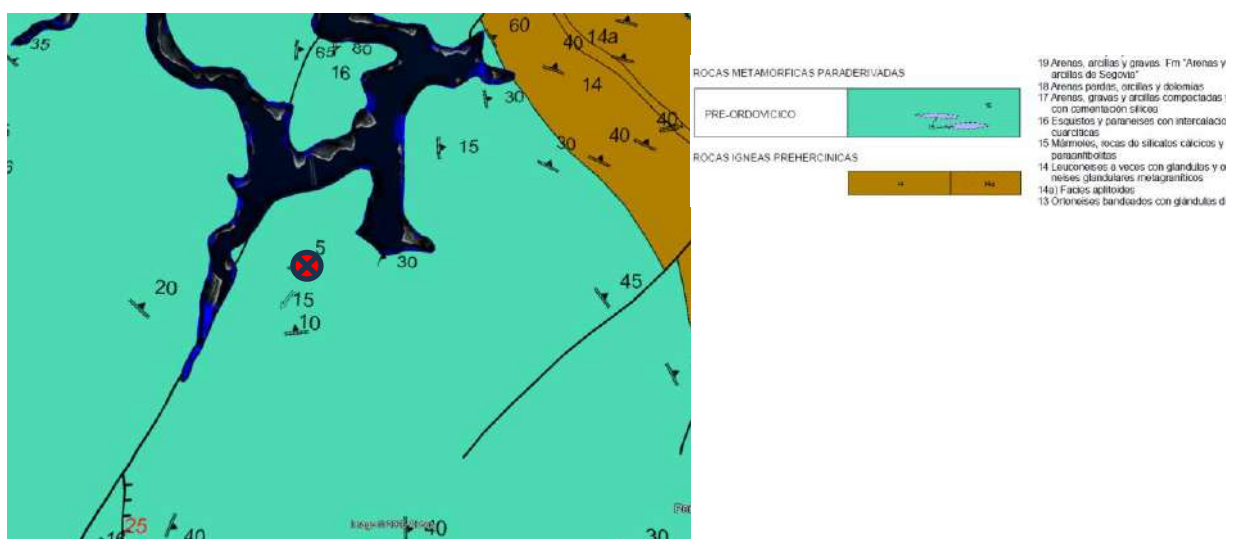 35
65
80
16
60
40
14a
14
30
15
40
40
30
5
30
20
15
10
45
25
40
40
30
ROCAS METAMORFICAS PARADERIVADAS
PRE-ORDOVICICO
ROCAS IGNEAS PREHERCINICAS
14
14a
19 Arenas, arcillas y gravas. Fm "Arenas y
arcillas de Segovia"
18 Arenas pardas, arcillas y dolomias
17 Arenas, gravas y arcillas compactadas
con cementación silícea
16 Esquistos y paraneises con intercalacio
cuarcíticas
15 Mármoles, rocas de silicatos cálcicos y
paraanfibolitas
14 Leuconeises a veces con glandulas y o
neises glandulares metagraníticos
14a) Facies aplitoides
13 Ortoneises bandeados con glándulas d